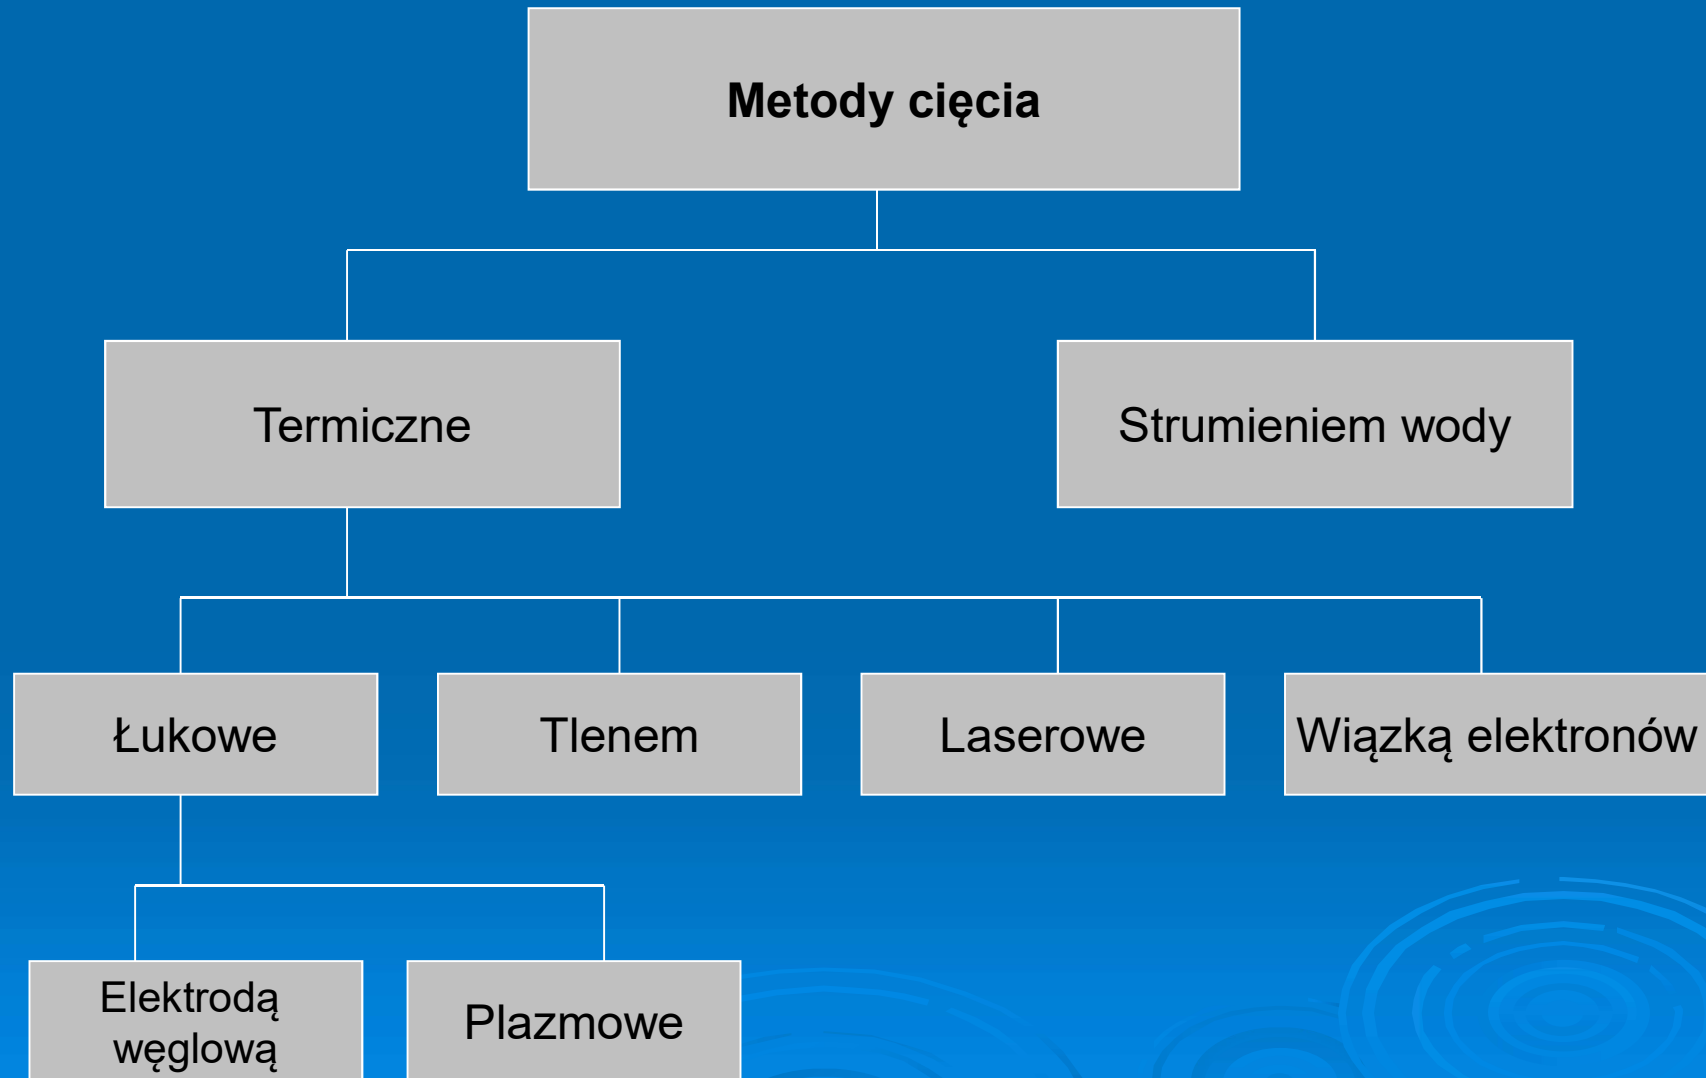 Metody cięcia
Termiczne
Strumieniem wody
Łukowe
Tlenem
Laserowe
Wiązką elektronów
Elektrodą
węglową
Plazmowe